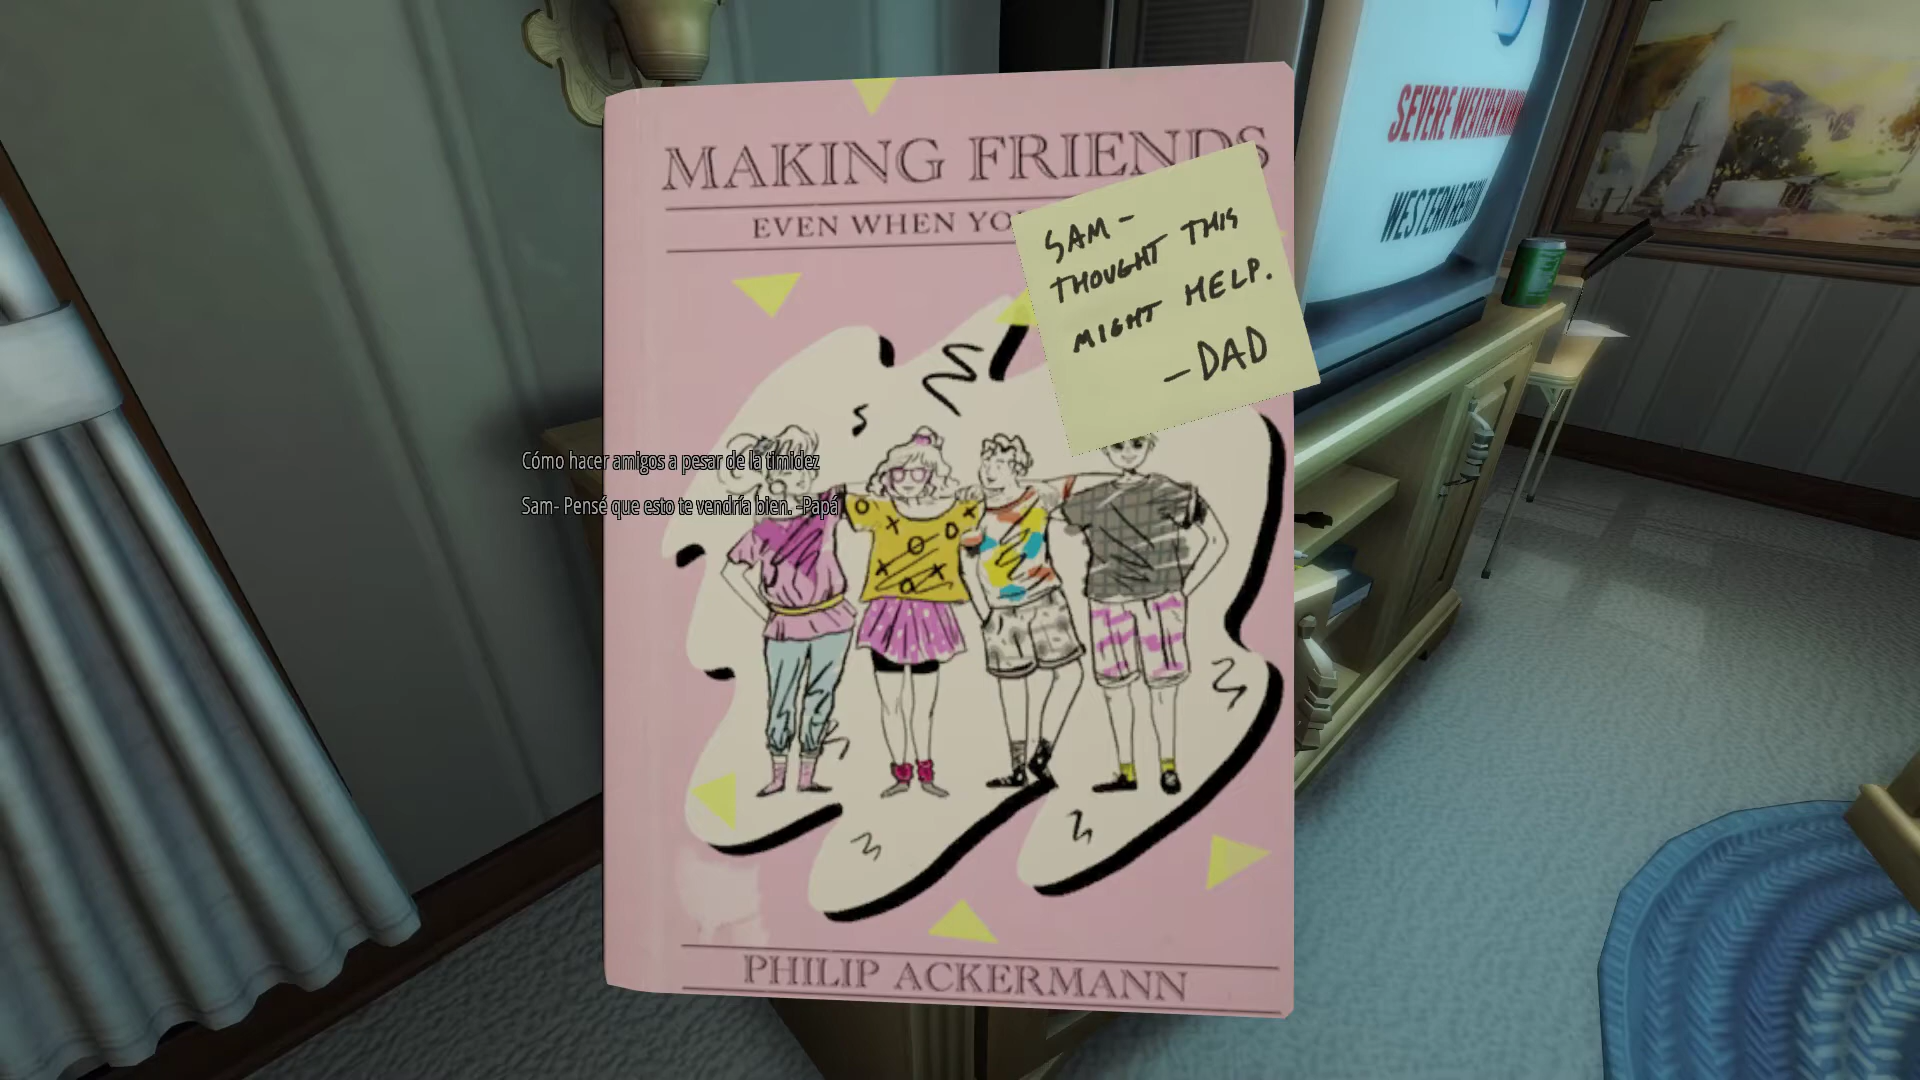 MAKING FRIENDS
EVEN WHEN
SAM-
THOUGHT THIS
MIGHT HELP.
-DAD
Cómo hacer amigos a pesar de la timidez
Sam- Pensé que esto te vendría bien. -Papá
PHILIP ACKERMANN
SEVERE WEATHER
WESTERN